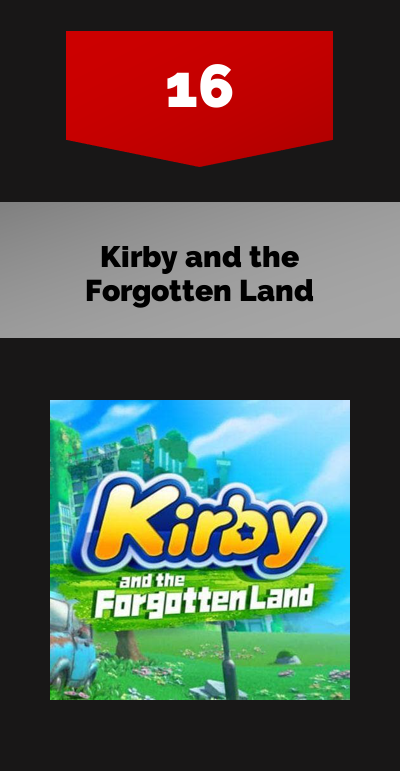 16
Kirby and the
Forgotten Land
Kirby
and the
Forgotten Land